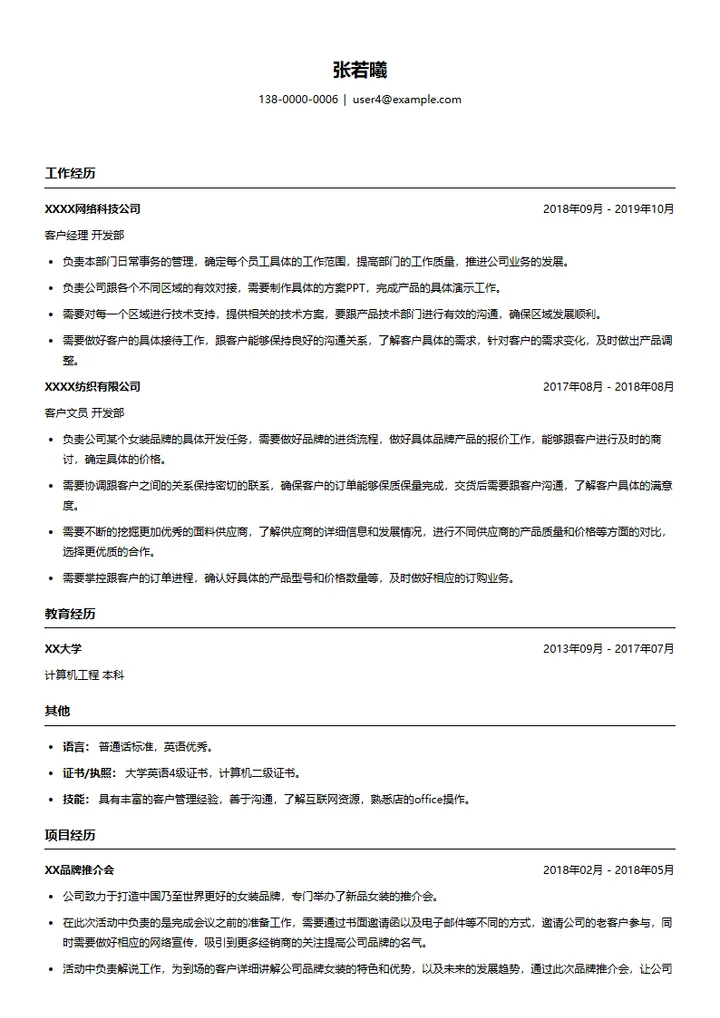 张若曦
138-0000-0006 | user4@example.com
工作经历
XXXX网络科技公司 2018年09月 - 2019年10月
客户经理 开发部
• 负责本部门日常事务的管理，确定每个员工具体的工作范围，提高部门的工作质量，推进公司业务的发展。
• 负责公司跟各个不同区域的有效对接，需要制作具体的方案PPT，完成产品的具体演示工作。
• 需要对每一个区域进行技术支持，提供相关的技术方案，要跟产品技术部门进行有效的沟通，确保区域发展顺利。
• 需要做好客户的具体接待工作，跟客户能够保持良好的沟通关系，了解客户具体的需求，针对客户的需求变化，及时做出产品调
整。
XXXX纺织有限公司 2017年08月 - 2018年08月
客户文员 开发部
• 负责公司某个女装品牌的具体开发任务，需要做好品牌的进货流程，做好具体品牌产品的报价工作，能够跟客户进行及时的商
讨，确定具体的价格。
• 需要协调跟客户之间的关系保持密切的联系，确保客户的订单能够保质保量完成，交货后需要跟客户沟通，了解客户具体的满意
度。
• 需要不断的挖掘更加优秀的面料供应商，了解供应商的详细信息和发展情况，进行不同供应商的产品质量和价格等方面的对比，
选择更优质的合作。
• 需要掌控跟客户的订单进程，确认好具体的产品型号和价格数量等，及时做好相应的订购业务。
教育经历
XX大学 2013年09月 - 2017年07月
计算机工程 本科
其他
• 语言： 普通话标准，英语优秀。
• 证书/执照： 大学英语4级证书，计算机二级证书。
• 技能： 具有丰富的客户管理经验，善于沟通，了解互联网资源，熟悉店的office操作。
项目经历
XX品牌推介会 2018年02月 - 2018年05月
• 公司致力于打造中国乃至世界更好的女装品牌，专门举办了新品女装的推介会。
• 在此次活动中负责的是完成会议之前的准备工作，需要通过书面邀请函以及电子邮件等不同的方式，邀请公司的老客户参与，同
时需要做好相应的网络宣传，吸引到更多经销商的关注提高公司品牌的名气。
• 活动中负责解说工作，为到场的客户详细讲解公司品牌女装的特色和优势，以及未来的发展趋势，通过此次品牌推介会，让公司